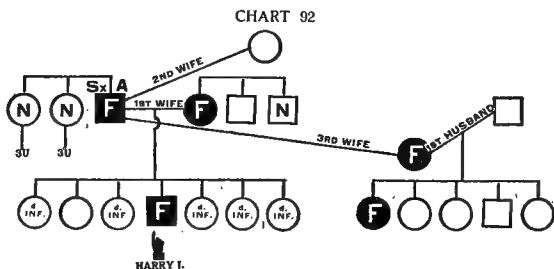 CHART 92
2ND WIFE
Sx A
N N F 1ST WIFE F N
3U 3U
3RD WIFE F 1ST HUSBAND
d. INF. d. INF. F d. INF. d. INF. d. INF. F
HARRY I.